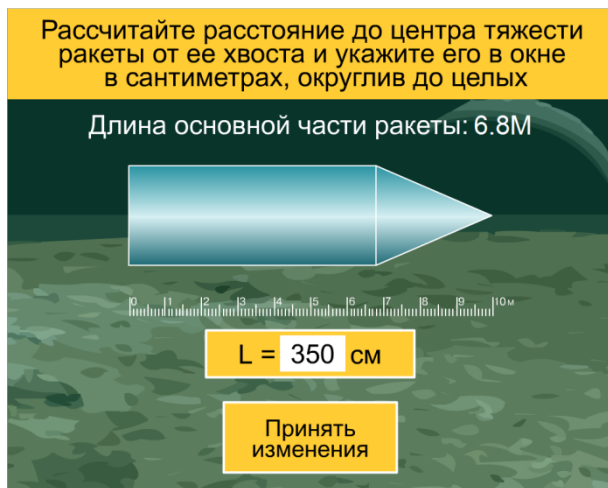 Рассчитайте расстояние до центра тяжести
ракеты от ее хвоста и укажите его в окне
в сантиметрах, округлив до целых
Длина основной части ракеты: 6.8М
0 1 2 3 4 5 6 7 8 9 10 м
L = 350 см
Принять
изменения